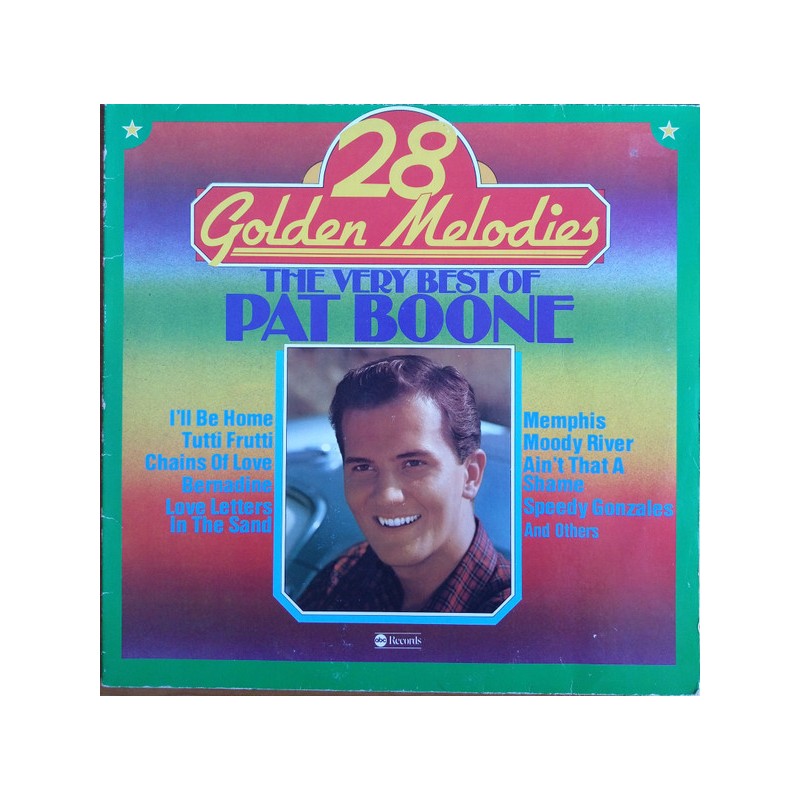 28
Golden Melodies
THE VERY BEST OF
PAT BOONE
I'll Be Home
Tutti Frutti
Chains Of Love
Bernadine
Love Letters
In The Sand
Memphis
Moody River
Ain't That A
Shame
Speedy Gonzales
And Others
abc Records